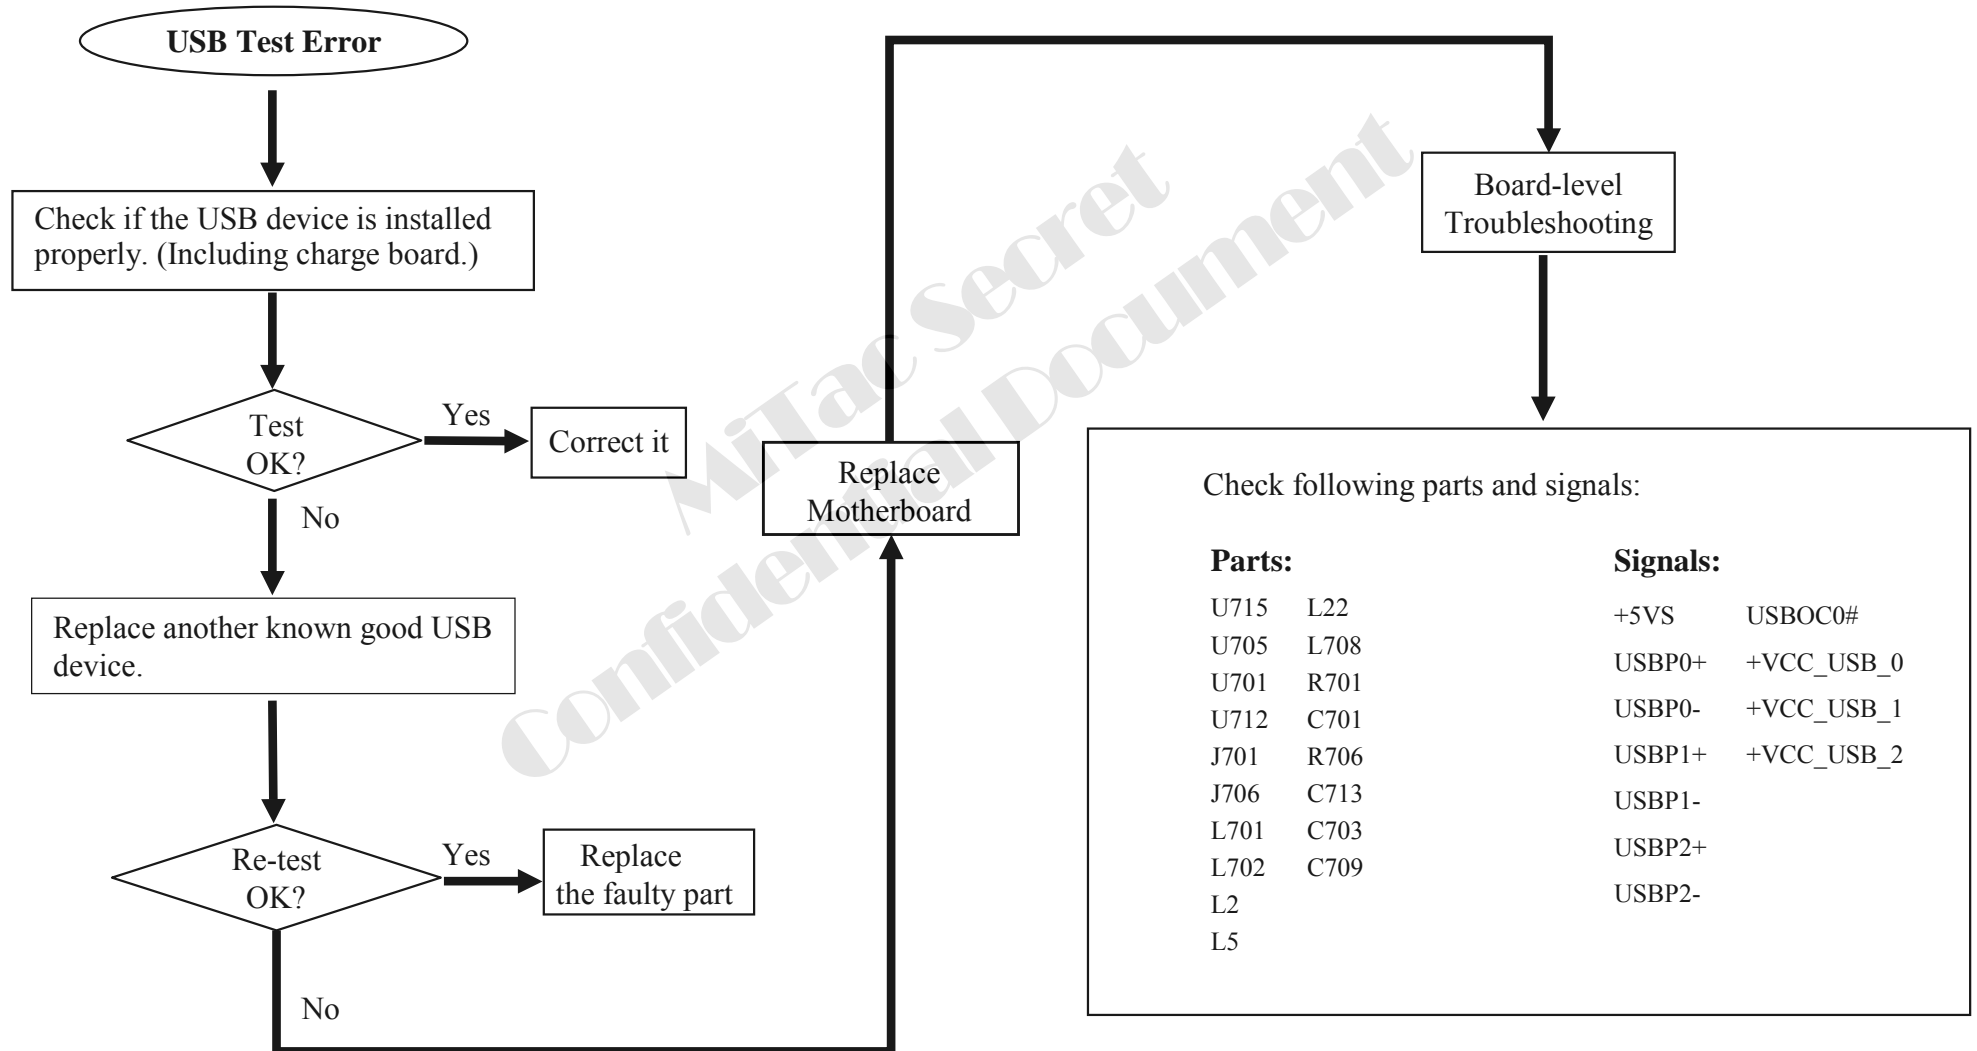 USB Test Error
Check if the USB device is installed
properly. (Including charge board.)
Test
OK?
Yes
Correct it
No
Replace another known good USB
device.
Re-test
OK?
Yes
Replace
the faulty part
No
Replace
Motherboard
Board-level
Troubleshooting
Check following parts and signals:
Parts:
U715
U705
U701
U712
J701
J706
L701
L702
L2
L5
L22
L708
R701
C701
R706
C713
C703
C709
Signals:
+5VS
USBP0+
USBP0-
USBP1+
USBP1-
USBP2+
USBP2-
USBOC0#
+VCC_USB_0
+VCC_USB_1
+VCC_USB_2
MiTac Secret
Confidential Document